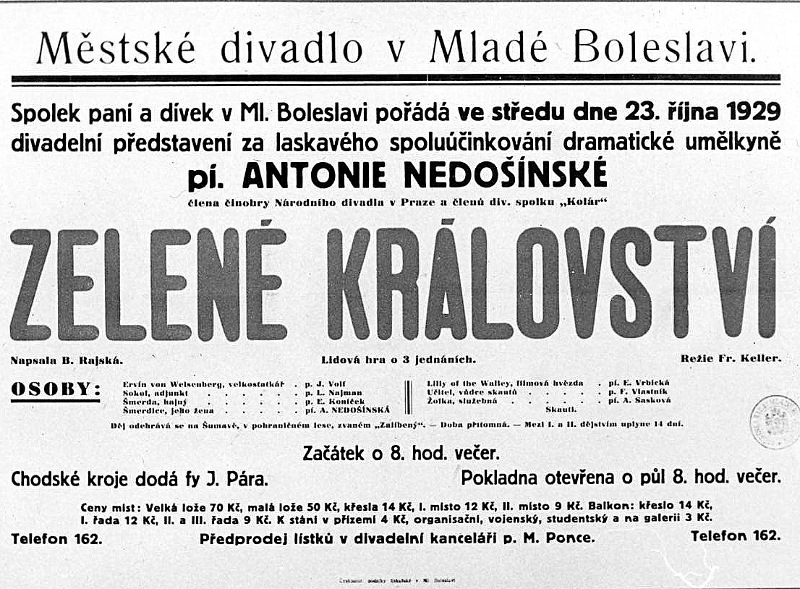 Městské divadlo v Mladé Boleslavi.
Spolek paní a dívek v Ml. Boleslavi pořádá ve středu dne 23. října 1929
divadelní představení za laskavého spoluúčinkování dramatické umělkyně
pí. ANTONIE NEDOŠÍNSKÉ
člena činohry Národního divadla v Praze a členů div. spolku „Kolár“
ZELENÉ KRÁLOVSTVÍ
Napsala B. Rajská. Lidová hra o 3 jednáních. Režie Fr. Keller.
OSOBY:
Ervín von Weisenberg, velkostatkář . p. J. Volf
Sokol, adjunkt . . . . . . p. L. Najman
Šmerda, hajný . . . . . . p. E. Koníček
Šmerdice, jeho žena . . . . . pí. A. NEDOŠÍNSKÁ
Lilly of the Walley, filmová hvězda . pí. E. Vrbická
Učitel, vůdce skautů . . . . . p. F. Vlastník
Žofka, služebná . . . . . . pí. A. Sasková
Skauti.
Děj odehrává se na Šumavě, v pohraničním lese, zvaném „Zalíbený“. — Doba přítomná. — Mezi I. a II. dějstvím uplyne 14 dní.
Začátek o 8. hod. večer.
Chodské kroje dodá fy J. Pára. Pokladna otevřena o půl 8. hod. večer.
Ceny míst: Velká lože 70 Kč, malá lože 50 Kč, křesla 14 Kč, I. místo 12 Kč, II. místo 9 Kč. Balkon: křeslo 14 Kč,
I. řada 12 Kč, II. a III. řada 9 Kč. K stání v přízemí 4 Kč, organisační, vojenský, studentský a na galerii 3 Kč.
Telefon 162. Předprodej lístků v divadelní kanceláři p. M. Ponce. Telefon 162.